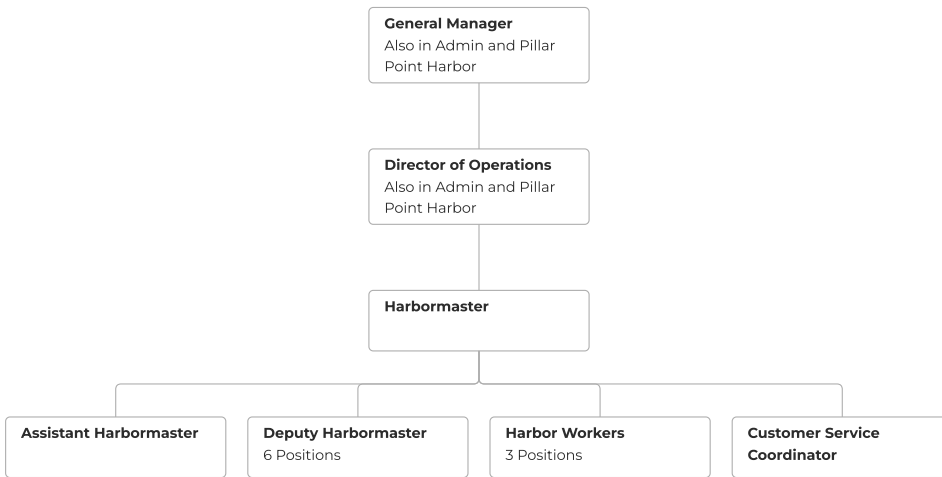 General Manager
Also in Admin and Pillar
Point Harbor
Director of Operations
Also in Admin and Pillar
Point Harbor
Harbormaster
Assistant Harbormaster
Deputy Harbormaster
6 Positions
Harbor Workers
3 Positions
Customer Service
Coordinator